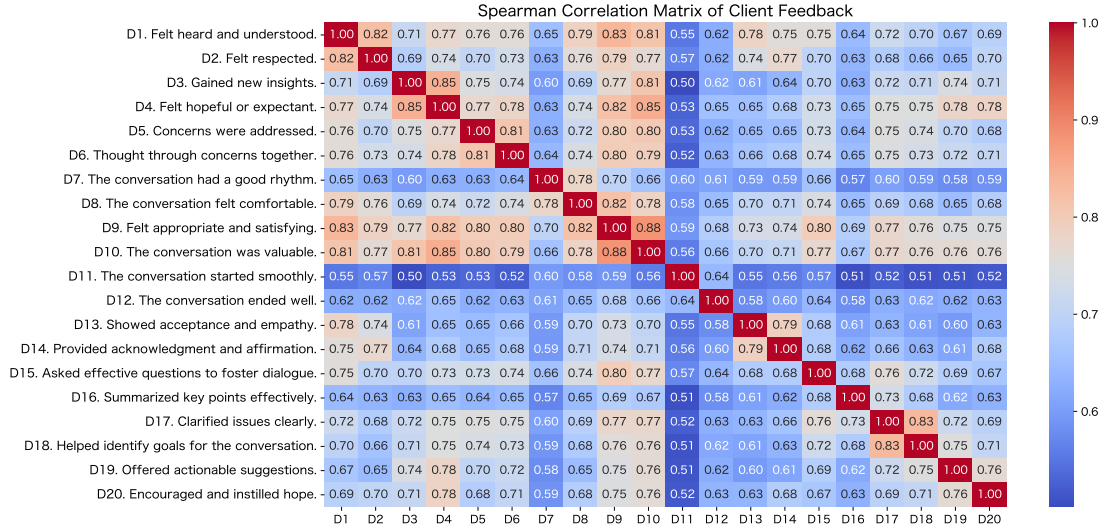 Spearman Correlation Matrix of Client Feedback
D1. Felt heard and understood. 1.00 0.82 0.71 0.77 0.76 0.76 0.65 0.79 0.83 0.81 0.55 0.62 0.78 0.75 0.75 0.64 0.72 0.70 0.67 0.69
D2. Felt respected. 0.82 1.00 0.69 0.74 0.70 0.73 0.63 0.76 0.79 0.77 0.57 0.62 0.74 0.77 0.70 0.63 0.68 0.66 0.65 0.70
D3. Gained new insights. 0.71 0.69 1.00 0.85 0.75 0.74 0.60 0.69 0.77 0.81 0.50 0.62 0.61 0.64 0.70 0.63 0.72 0.71 0.74 0.71
D4. Felt hopeful or expectant. 0.77 0.74 0.85 1.00 0.77 0.78 0.63 0.74 0.82 0.85 0.53 0.65 0.65 0.68 0.73 0.65 0.75 0.75 0.78 0.78
D5. Concerns were addressed. 0.76 0.70 0.75 0.77 1.00 0.81 0.63 0.72 0.80 0.80 0.53 0.62 0.65 0.65 0.73 0.64 0.75 0.74 0.70 0.68
D6. Thought through concerns together. 0.76 0.73 0.74 0.78 0.81 1.00 0.64 0.74 0.80 0.79 0.52 0.63 0.66 0.68 0.74 0.65 0.75 0.73 0.72 0.71
D7. The conversation had a good rhythm. 0.65 0.63 0.60 0.63 0.63 0.64 1.00 0.78 0.70 0.66 0.60 0.61 0.59 0.59 0.66 0.57 0.60 0.59 0.58 0.59
D8. The conversation felt comfortable. 0.79 0.76 0.69 0.74 0.72 0.74 0.78 1.00 0.82 0.78 0.58 0.65 0.70 0.71 0.74 0.65 0.69 0.68 0.65 0.68
D9. Felt appropriate and satisfying. 0.83 0.79 0.77 0.82 0.80 0.80 0.70 0.82 1.00 0.88 0.59 0.68 0.73 0.74 0.80 0.69 0.77 0.76 0.75 0.75
D10. The conversation was valuable. 0.81 0.77 0.81 0.85 0.80 0.79 0.66 0.78 0.88 1.00 0.56 0.66 0.70 0.71 0.77 0.67 0.77 0.76 0.76 0.76
D11. The conversation started smoothly. 0.55 0.57 0.50 0.53 0.53 0.52 0.60 0.58 0.59 0.56 1.00 0.64 0.55 0.56 0.57 0.51 0.52 0.51 0.51 0.52
D12. The conversation ended well. 0.62 0.62 0.62 0.65 0.62 0.63 0.61 0.65 0.68 0.66 0.64 1.00 0.58 0.60 0.64 0.58 0.63 0.62 0.62 0.63
D13. Showed acceptance and empathy. 0.78 0.74 0.61 0.65 0.65 0.66 0.59 0.70 0.73 0.70 0.55 0.58 1.00 0.79 0.68 0.61 0.63 0.61 0.60 0.63
D14. Provided acknowledgment and affirmation. 0.75 0.77 0.64 0.68 0.65 0.68 0.59 0.71 0.74 0.71 0.56 0.60 0.79 1.00 0.68 0.62 0.66 0.63 0.61 0.68
D15. Asked effective questions to foster dialogue. 0.75 0.70 0.70 0.73 0.73 0.74 0.66 0.74 0.80 0.77 0.57 0.64 0.68 0.68 1.00 0.68 0.76 0.72 0.69 0.67
D16. Summarized key points effectively. 0.64 0.63 0.63 0.65 0.64 0.65 0.57 0.65 0.69 0.67 0.51 0.58 0.61 0.62 0.68 1.00 0.73 0.68 0.62 0.63
D17. Clarified issues clearly. 0.72 0.68 0.72 0.75 0.75 0.75 0.60 0.69 0.77 0.77 0.52 0.63 0.63 0.66 0.76 0.73 1.00 0.83 0.72 0.69
D18. Helped identify goals for the conversation. 0.70 0.66 0.71 0.75 0.74 0.73 0.59 0.68 0.76 0.76 0.51 0.62 0.61 0.63 0.72 0.68 0.83 1.00 0.75 0.71
D19. Offered actionable suggestions. 0.67 0.65 0.74 0.78 0.70 0.72 0.58 0.65 0.75 0.76 0.51 0.62 0.60 0.61 0.69 0.62 0.72 0.75 1.00 0.76
D20. Encouraged and instilled hope. 0.69 0.70 0.71 0.78 0.68 0.71 0.59 0.68 0.75 0.76 0.52 0.63 0.63 0.68 0.67 0.63 0.69 0.71 0.76 1.00
D1 D2 D3 D4 D5 D6 D7 D8 D9 D10 D11 D12 D13 D14 D15 D16 D17 D18 D19 D20
1.0
0.9
0.8
0.7
0.6